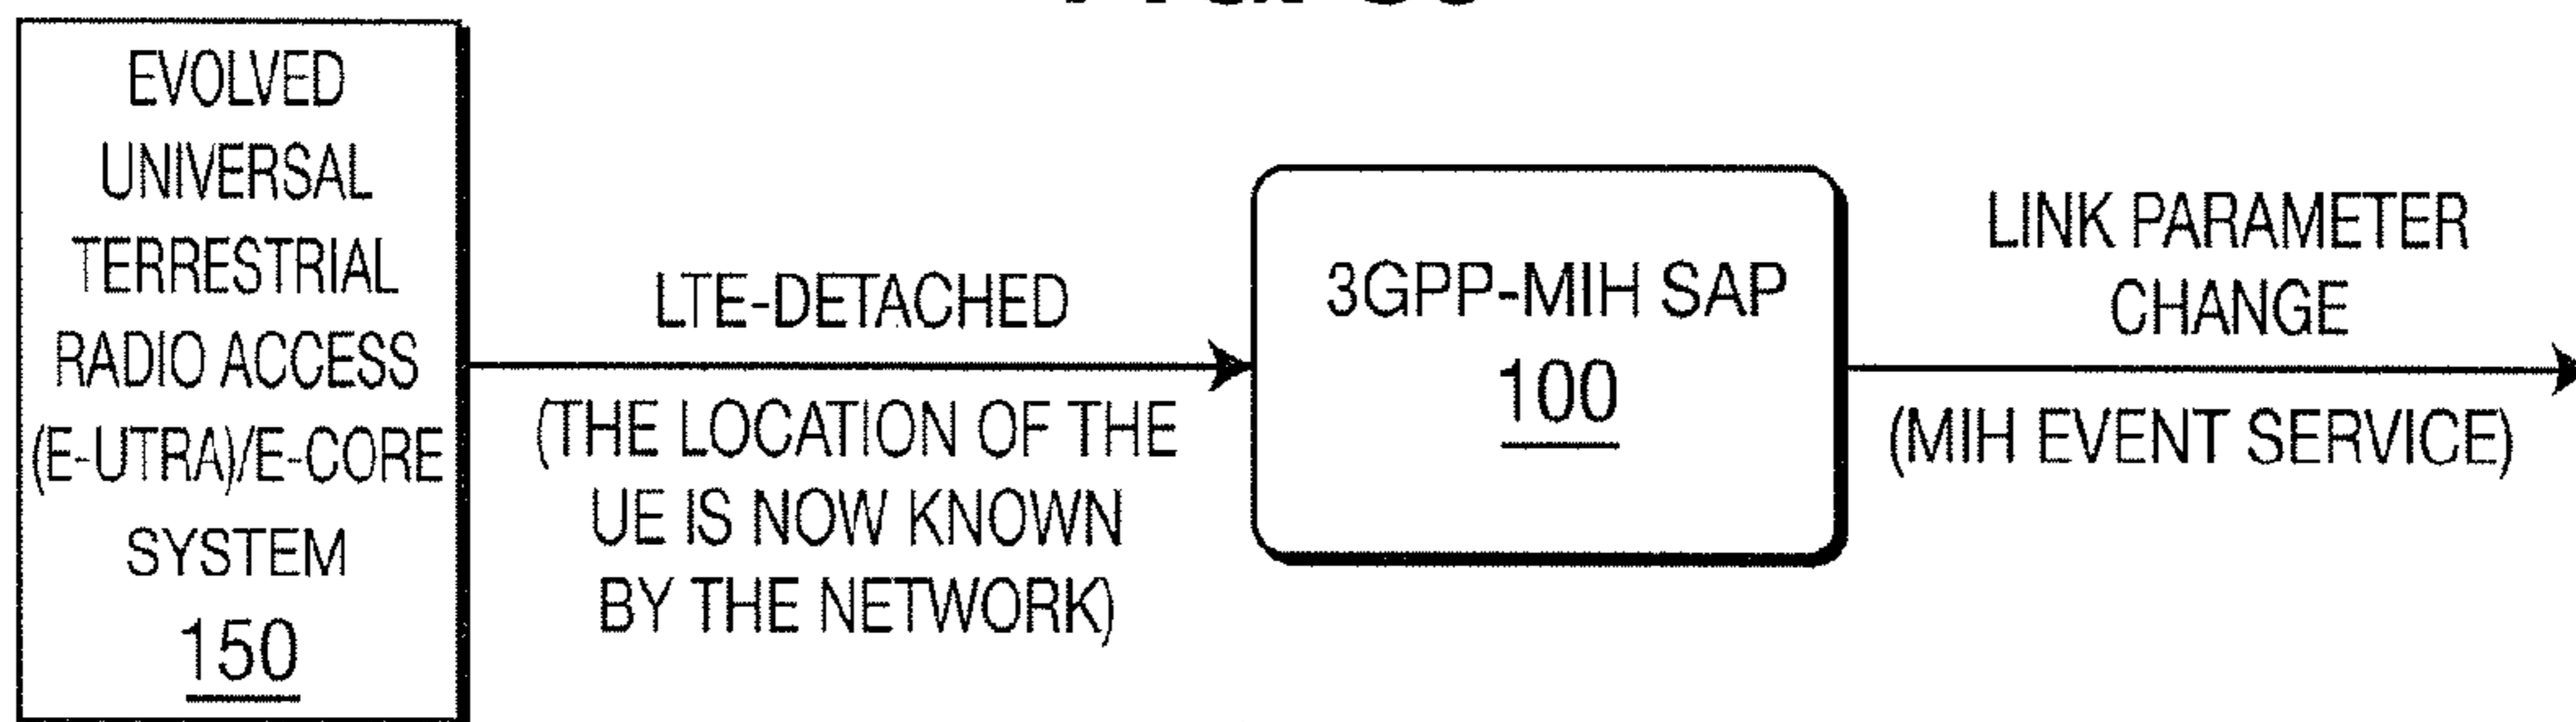 EVOLVED
UNIVERSAL
TERRESTRIAL
RADIO ACCESS
(E-UTRA)/E-CORE
SYSTEM
150
LTE-DETACHED
(THE LOCATION OF THE
UE IS NOW KNOWN
BY THE NETWORK)
3GPP-MIH SAP
100
LINK PARAMETER
CHANGE
(MIH EVENT SERVICE)